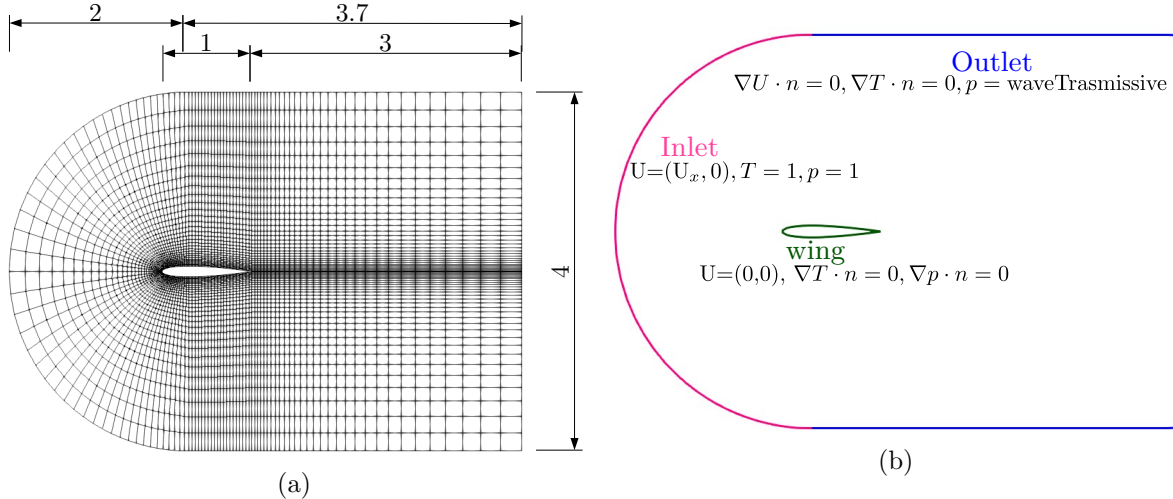 2
3.7
1
3
4
(a)
Outlet
∇U · n = 0, ∇T · n = 0, p = waveTrasmissive
Inlet
U=(Uₓ, 0), T = 1, p = 1
wing
U=(0,0), ∇T · n = 0, ∇p · n = 0
(b)